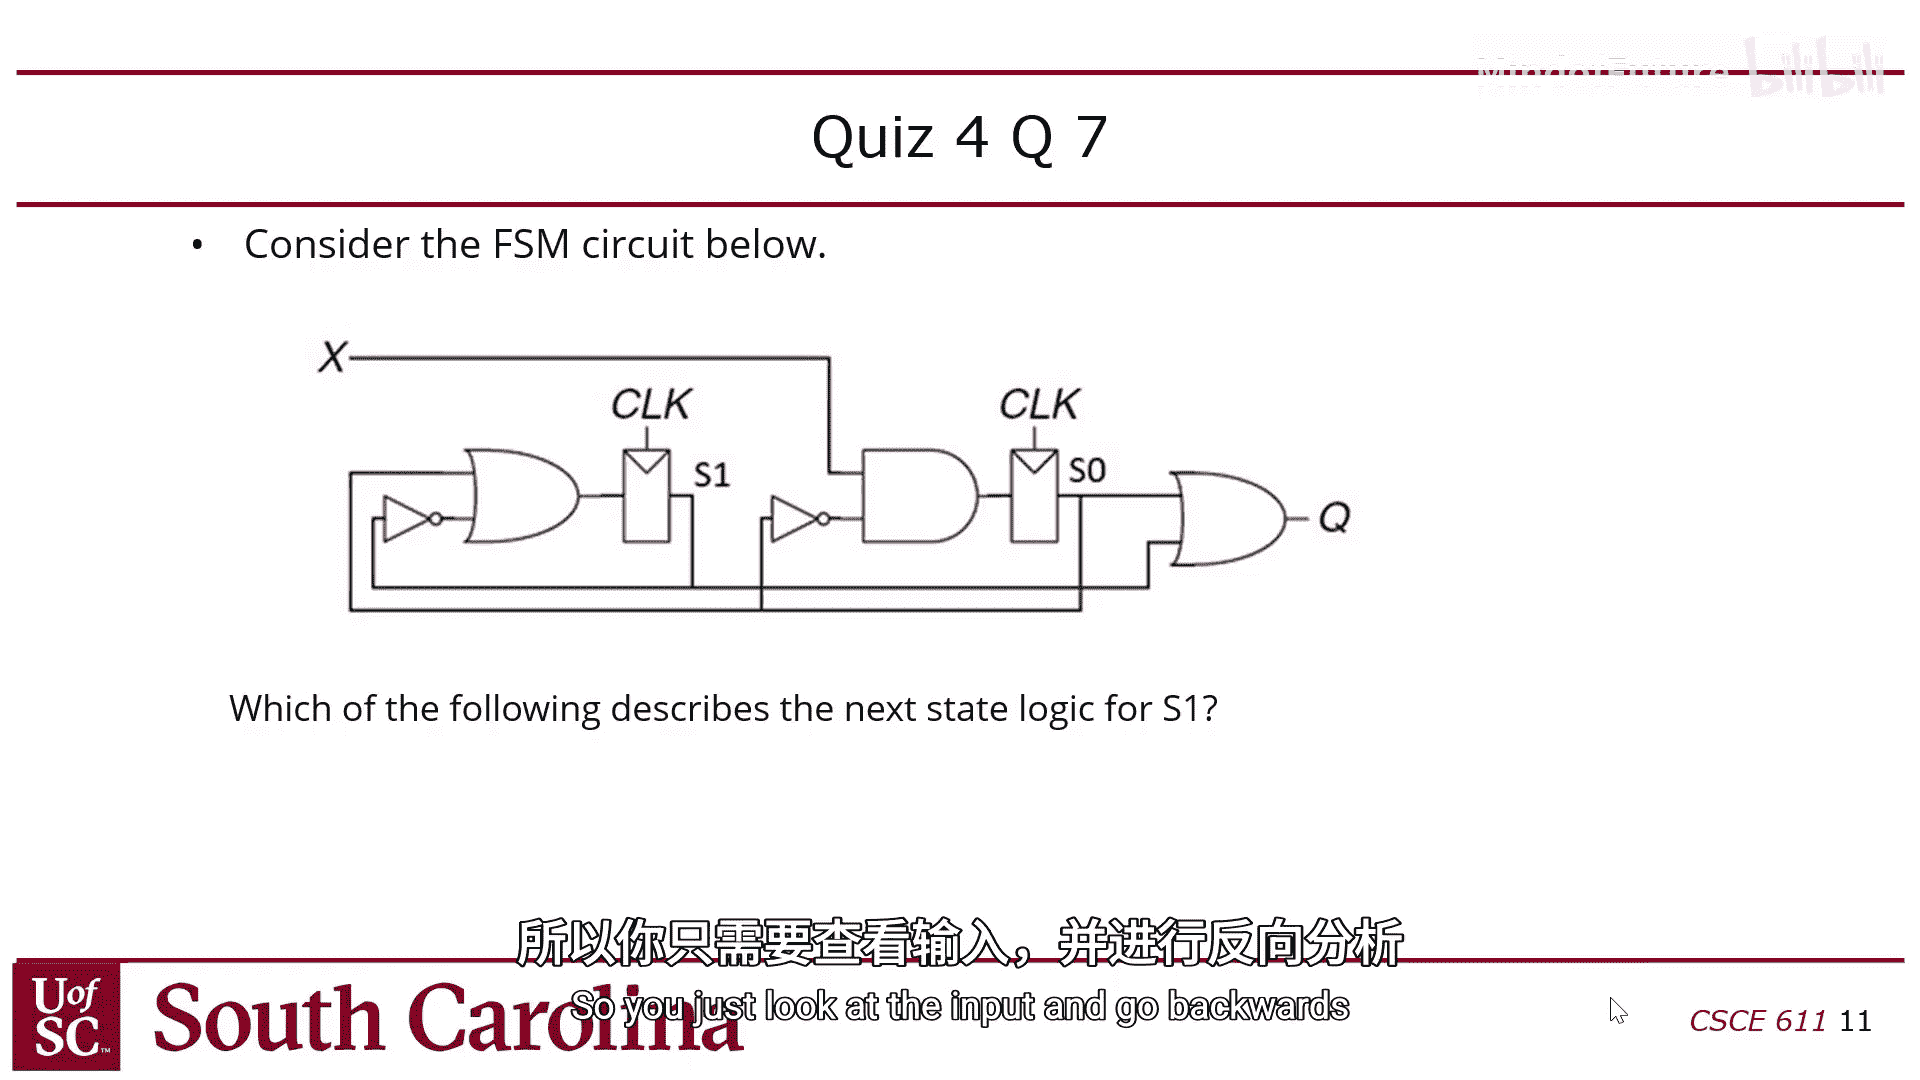 Quiz 4 Q 7
• Consider the FSM circuit below.
X
CLK
CLK
S1
S0
Q
Which of the following describes the next state logic for S1?
所以你只需要查看输入，并进行反向分析
So you just look at the input and go backwards
UofSC™
South Carolina
CSCE 611 11
bilibili